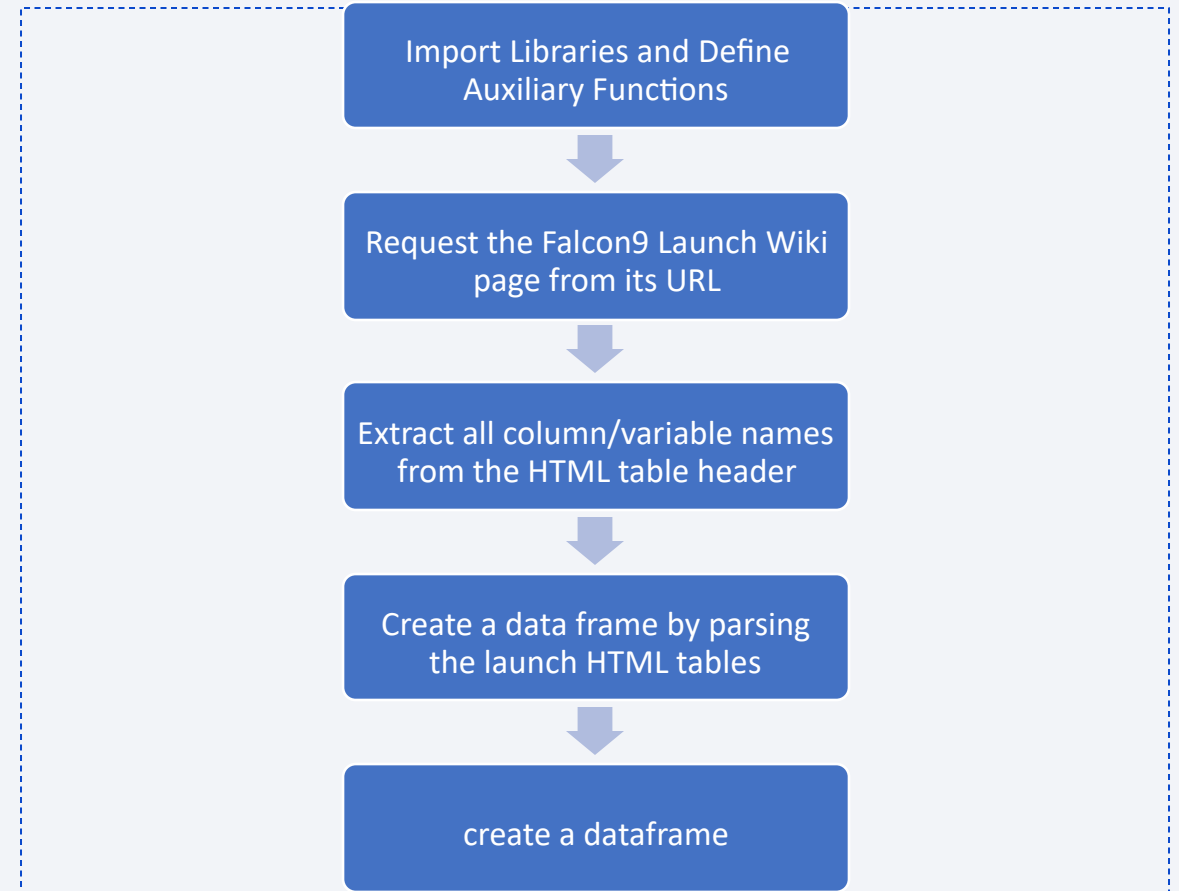 Import Libraries and Define
Auxiliary Functions
Request the Falcon9 Launch Wiki
page from its URL
Extract all column/variable names
from the HTML table header
Create a data frame by parsing
the launch HTML tables
create a dataframe